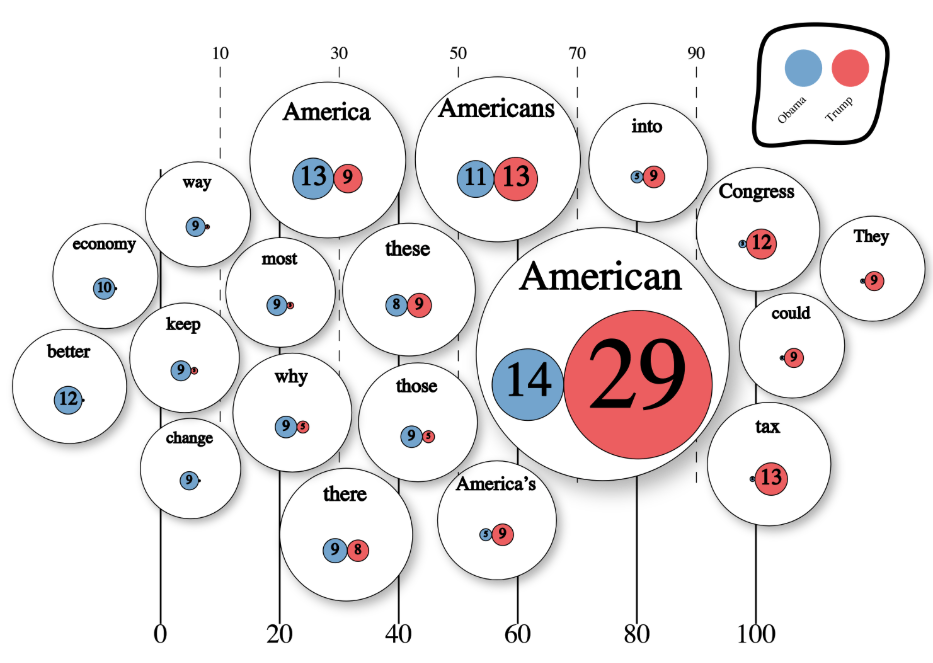 10 30 50 70 90
Obama
Trump
America
13 9
Americans
11 13
into
5 9
way
9
Congress
12
economy
10
most
9
these
8 9
They
9
American
14 29
could
9
keep
9
better
12
why
9 5
those
9 5
change
9
tax
13
there
9 8
America's
5 9
0 20 40 60 80 100